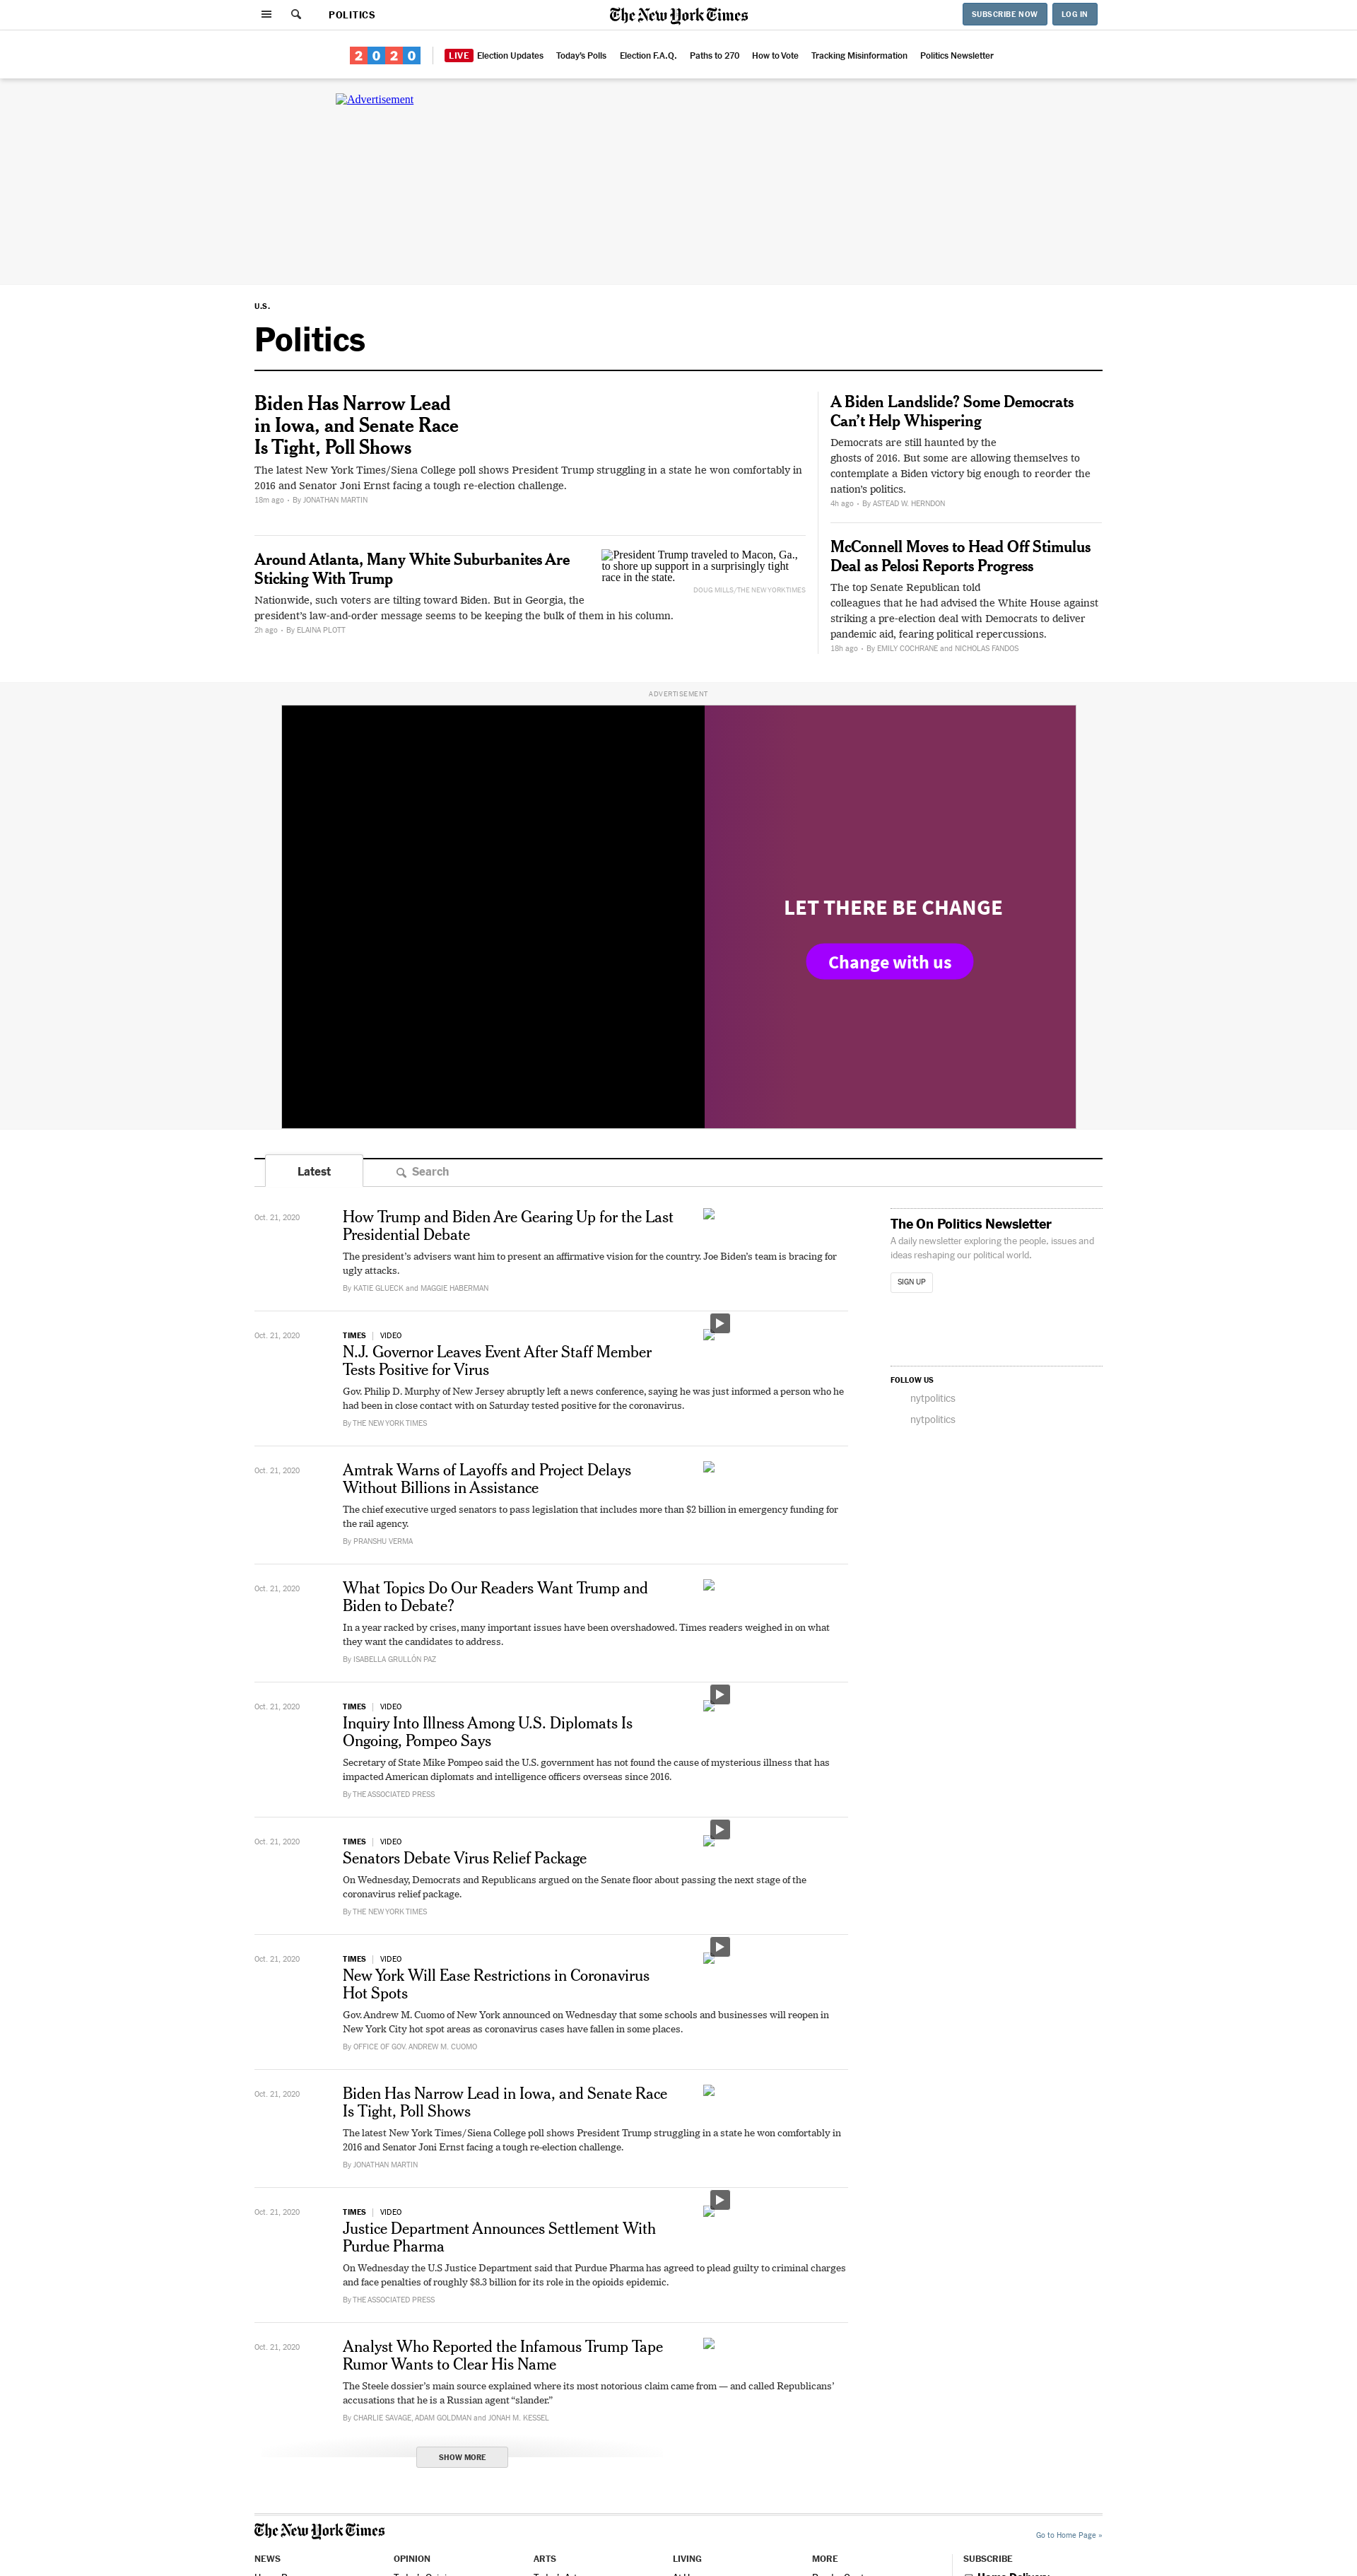 POLITICS
The New York Times
SUBSCRIBE NOW
LOG IN
2020
LIVE Election Updates
Today's Polls
Election F.A.Q.
Paths to 270
How to Vote
Tracking Misinformation
Politics Newsletter
Advertisement
U.S.
Politics
Biden Has Narrow Lead
in Iowa, and Senate Race
Is Tight, Poll Shows
The latest New York Times/Siena College poll shows President Trump struggling in a state he won comfortably in
2016 and Senator Joni Ernst facing a tough re-election challenge.
18m ago • By JONATHAN MARTIN
Around Atlanta, Many White Suburbanites Are
Sticking With Trump
President Trump traveled to Macon, Ga.,
to shore up support in a surprisingly tight
race in the state.
DOUG MILLS/THE NEW YORK TIMES
Nationwide, such voters are tilting toward Biden. But in Georgia, the
president's law-and-order message seems to be keeping the bulk of them in his column.
2h ago • By ELAINA PLOTT
A Biden Landslide? Some Democrats
Can't Help Whispering
Democrats are still haunted by the
ghosts of 2016. But some are allowing themselves to
contemplate a Biden victory big enough to reorder the
nation's politics.
4h ago • By ASTEAD W. HERNDON
McConnell Moves to Head Off Stimulus
Deal as Pelosi Reports Progress
The top Senate Republican told
colleagues that he had advised the White House against
striking a pre-election deal with Democrats to deliver
pandemic aid, fearing political repercussions.
18h ago • By EMILY COCHRANE and NICHOLAS FANDOS
ADVERTISEMENT
LET THERE BE CHANGE
Change with us
Latest
Search
Oct. 21, 2020
How Trump and Biden Are Gearing Up for the Last
Presidential Debate
The president's advisers want him to present an affirmative vision for the country. Joe Biden's team is bracing for
ugly attacks.
By KATIE GLUECK and MAGGIE HABERMAN
Oct. 21, 2020
TIMES | VIDEO
N.J. Governor Leaves Event After Staff Member
Tests Positive for Virus
Gov. Philip D. Murphy of New Jersey abruptly left a news conference, saying he was just informed a person who he
had been in close contact with on Saturday tested positive for the coronavirus.
By THE NEW YORK TIMES
Oct. 21, 2020
Amtrak Warns of Layoffs and Project Delays
Without Billions in Assistance
The chief executive urged senators to pass legislation that includes more than $2 billion in emergency funding for
the rail agency.
By PRANSHU VERMA
Oct. 21, 2020
What Topics Do Our Readers Want Trump and
Biden to Debate?
In a year racked by crises, many important issues have been overshadowed. Times readers weighed in on what
they want the candidates to address.
By ISABELLA GRULLÓN PAZ
Oct. 21, 2020
TIMES | VIDEO
Inquiry Into Illness Among U.S. Diplomats Is
Ongoing, Pompeo Says
Secretary of State Mike Pompeo said the U.S. government has not found the cause of mysterious illness that has
impacted American diplomats and intelligence officers overseas since 2016.
By THE ASSOCIATED PRESS
Oct. 21, 2020
TIMES | VIDEO
Senators Debate Virus Relief Package
On Wednesday, Democrats and Republicans argued on the Senate floor about passing the next stage of the
coronavirus relief package.
By THE NEW YORK TIMES
Oct. 21, 2020
TIMES | VIDEO
New York Will Ease Restrictions in Coronavirus
Hot Spots
Gov. Andrew M. Cuomo of New York announced on Wednesday that some schools and businesses will reopen in
New York City hot spot areas as coronavirus cases have fallen in some places.
By OFFICE OF GOV. ANDREW M. CUOMO
Oct. 21, 2020
Biden Has Narrow Lead in Iowa, and Senate Race
Is Tight, Poll Shows
The latest New York Times/Siena College poll shows President Trump struggling in a state he won comfortably in
2016 and Senator Joni Ernst facing a tough re-election challenge.
By JONATHAN MARTIN
Oct. 21, 2020
TIMES | VIDEO
Justice Department Announces Settlement With
Purdue Pharma
On Wednesday the U.S Justice Department said that Purdue Pharma has agreed to plead guilty to criminal charges
and face penalties of roughly $8.3 billion for its role in the opioids epidemic.
By THE ASSOCIATED PRESS
Oct. 21, 2020
Analyst Who Reported the Infamous Trump Tape
Rumor Wants to Clear His Name
The Steele dossier's main source explained where its most notorious claim came from — and called Republicans'
accusations that he is a Russian agent “slander.”
By CHARLIE SAVAGE, ADAM GOLDMAN and JONAH M. KESSEL
SHOW MORE
The On Politics Newsletter
A daily newsletter exploring the people, issues and
ideas reshaping our political world.
SIGN UP
FOLLOW US
nytpolitics
nytpolitics
The New York Times
Go to Home Page »
NEWS
OPINION
ARTS
LIVING
MORE
SUBSCRIBE